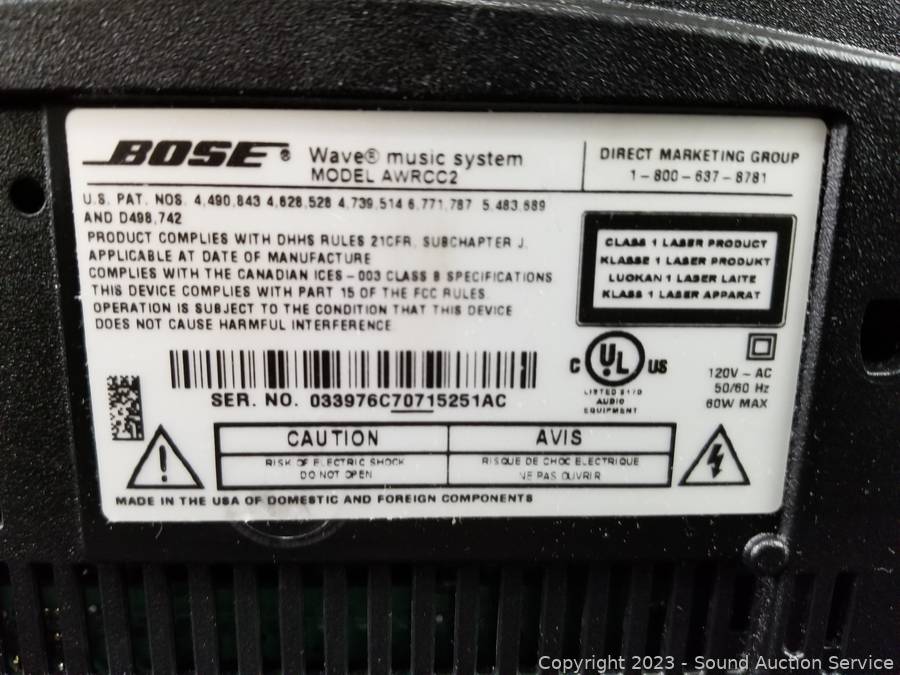 BOSE ® Wave® music system
MODEL AWRCC2
DIRECT MARKETING GROUP
1-800-637-8781
U.S. PAT. NOS. 4,490,843 4,628,528 4,739,514 6,771,787 5,483,689
AND D498,742
PRODUCT COMPLIES WITH DHHS RULES 21CFR, SUBCHAPTER J,
APPLICABLE AT DATE OF MANUFACTURE
COMPLIES WITH THE CANADIAN ICES-003 CLASS B SPECIFICATIONS
THIS DEVICE COMPLIES WITH PART 15 OF THE FCC RULES
OPERATION IS SUBJECT TO THE CONDITION THAT THIS DEVICE
DOES NOT CAUSE HARMFUL INTERFERENCE
CLASS 1 LASER PRODUCT
KLASSE 1 LASER PRODUKT
LUOKAN 1 LASER LAITE
KLASS 1 LASER APPARAT
C UL US
LISTED 617D
AUDIO
EQUIPMENT
120V ~ AC
50/60 Hz
60W MAX
SER. NO. 033976C70715251AC
CAUTION
RISK OF ELECTRIC SHOCK
DO NOT OPEN
AVIS
RISQUE DE CHOC ELECTRIQUE
NE PAS OUVRIR
MADE IN THE USA OF DOMESTIC AND FOREIGN COMPONENTS
Copyright 2023 - Sound Auction Service